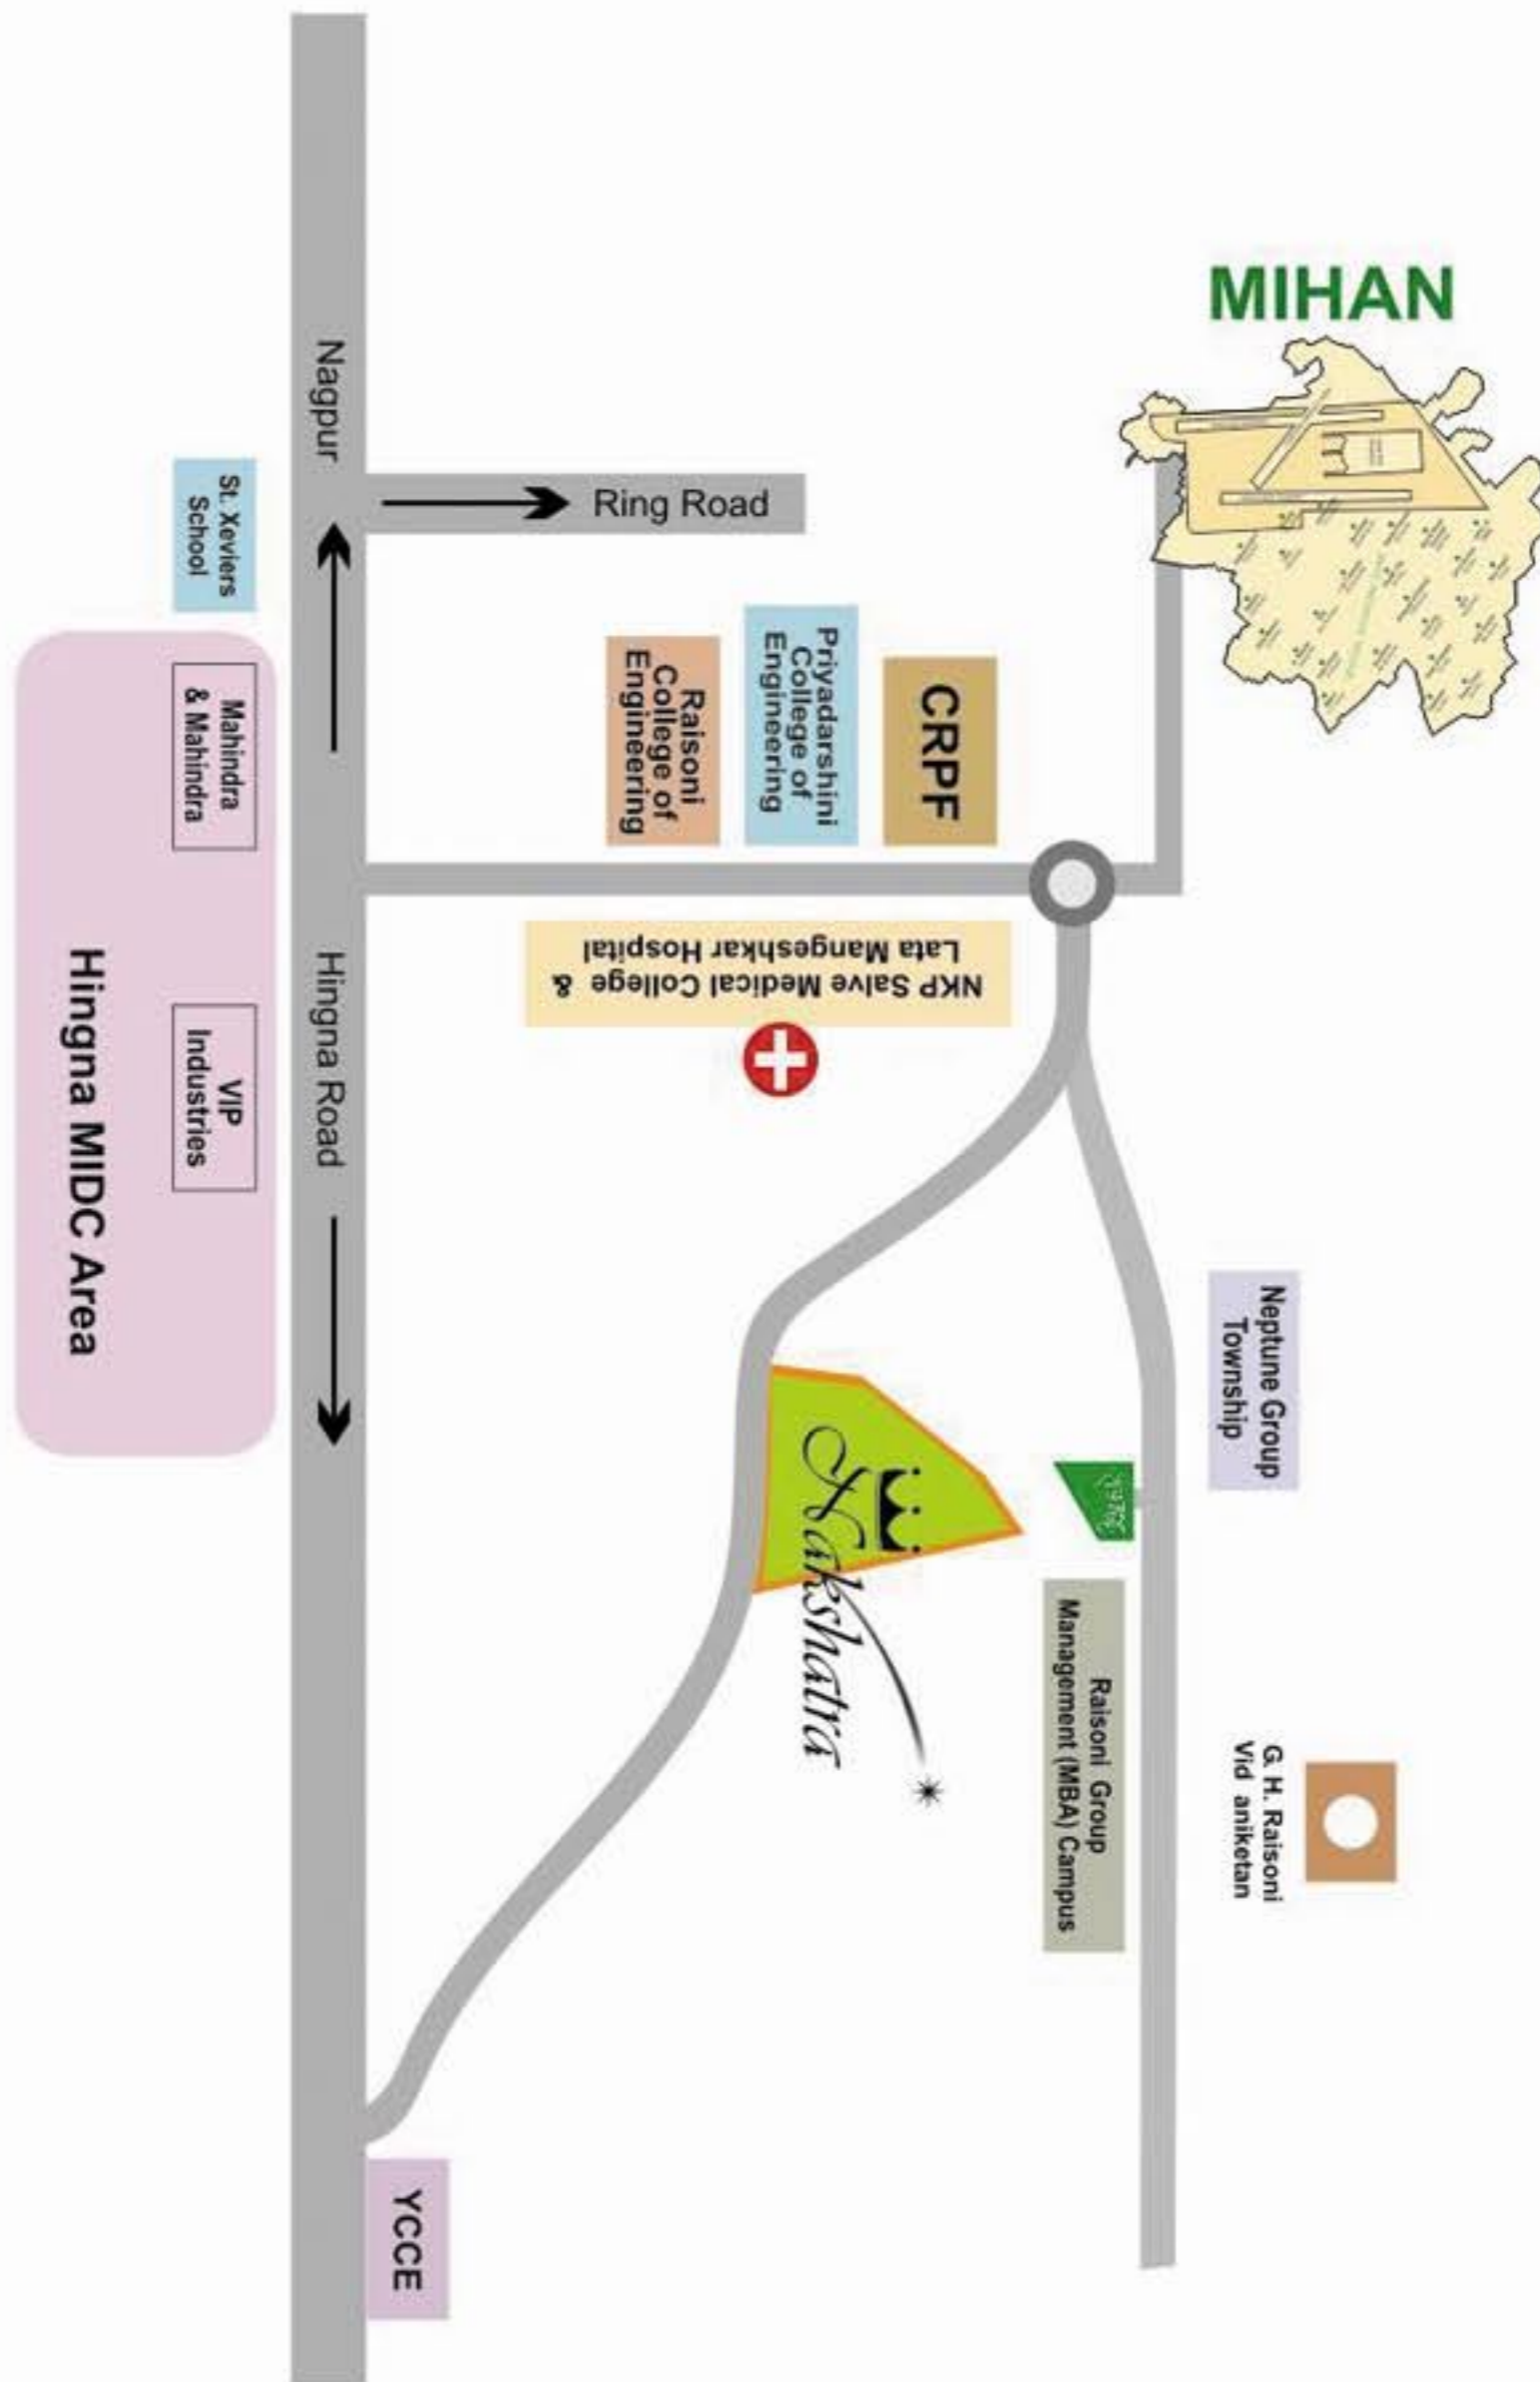 MIHAN
Nagpur
Ring Road
St. Xeviers
School
Mahindra
& Mahindra
VIP
Industries
Hingna MIDC Area
Hingna Road
CRPF
Priyadarshini
College of
Engineering
Raisoni
College of
Engineering
NKP Salve Medical College &
Lata Mangeshkar Hospital
Neptune Group
Township
Nakshatra
Raisoni Group
Management (MBA) Campus
G. H. Raisoni
Vid aniketan
YCCE